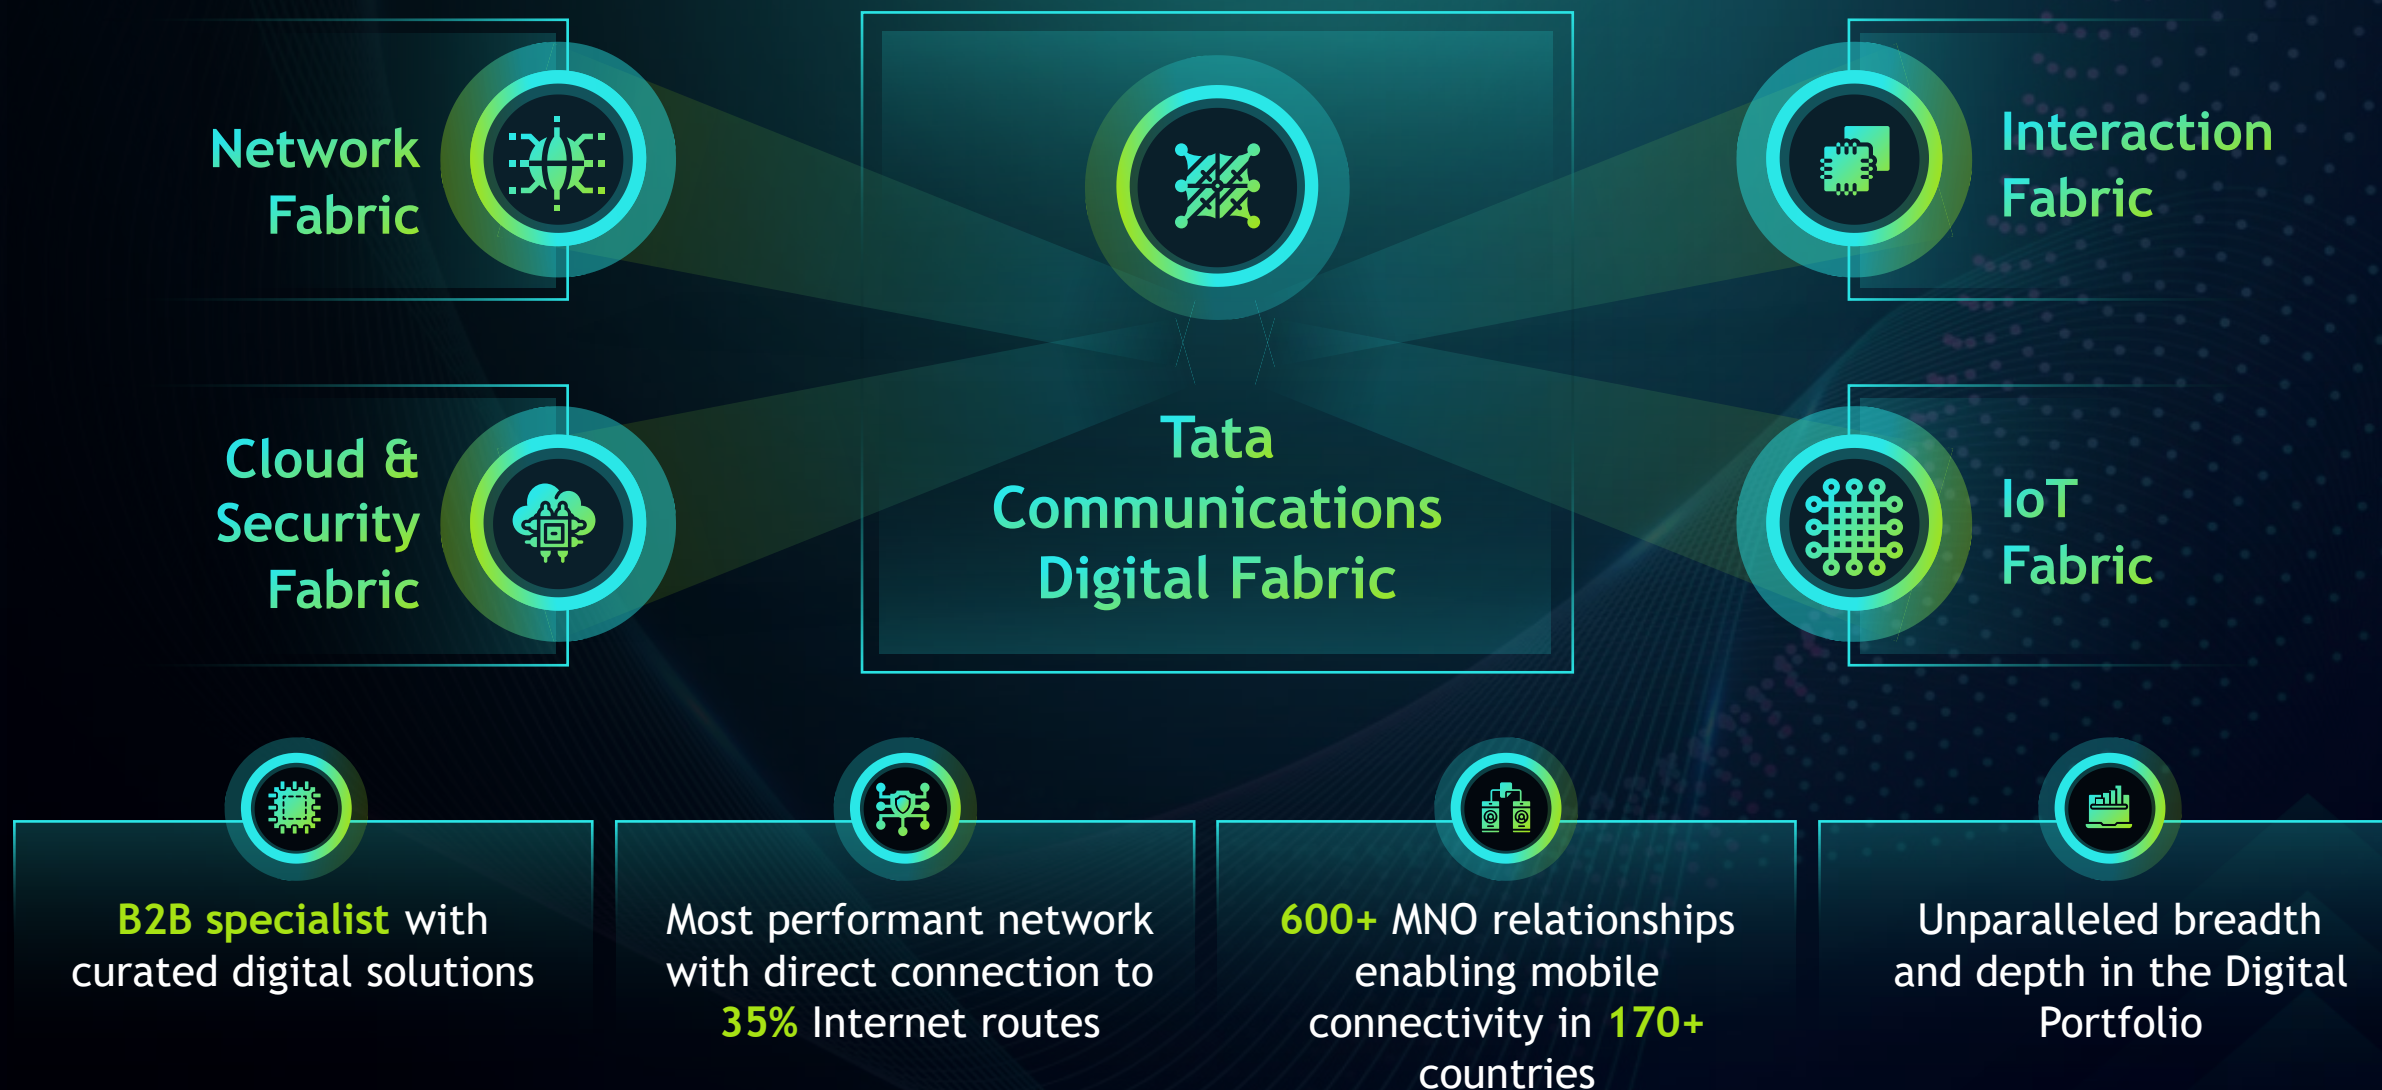 Network
Fabric
Tata
Communications
Digital Fabric
Interaction
Fabric
Cloud &
Security
Fabric
IoT
Fabric
B2B specialist with
curated digital solutions
Most performant network
with direct connection to
35% Internet routes
600+ MNO relationships
enabling mobile
connectivity in 170+
countries
Unparalleled breadth
and depth in the Digital
Portfolio